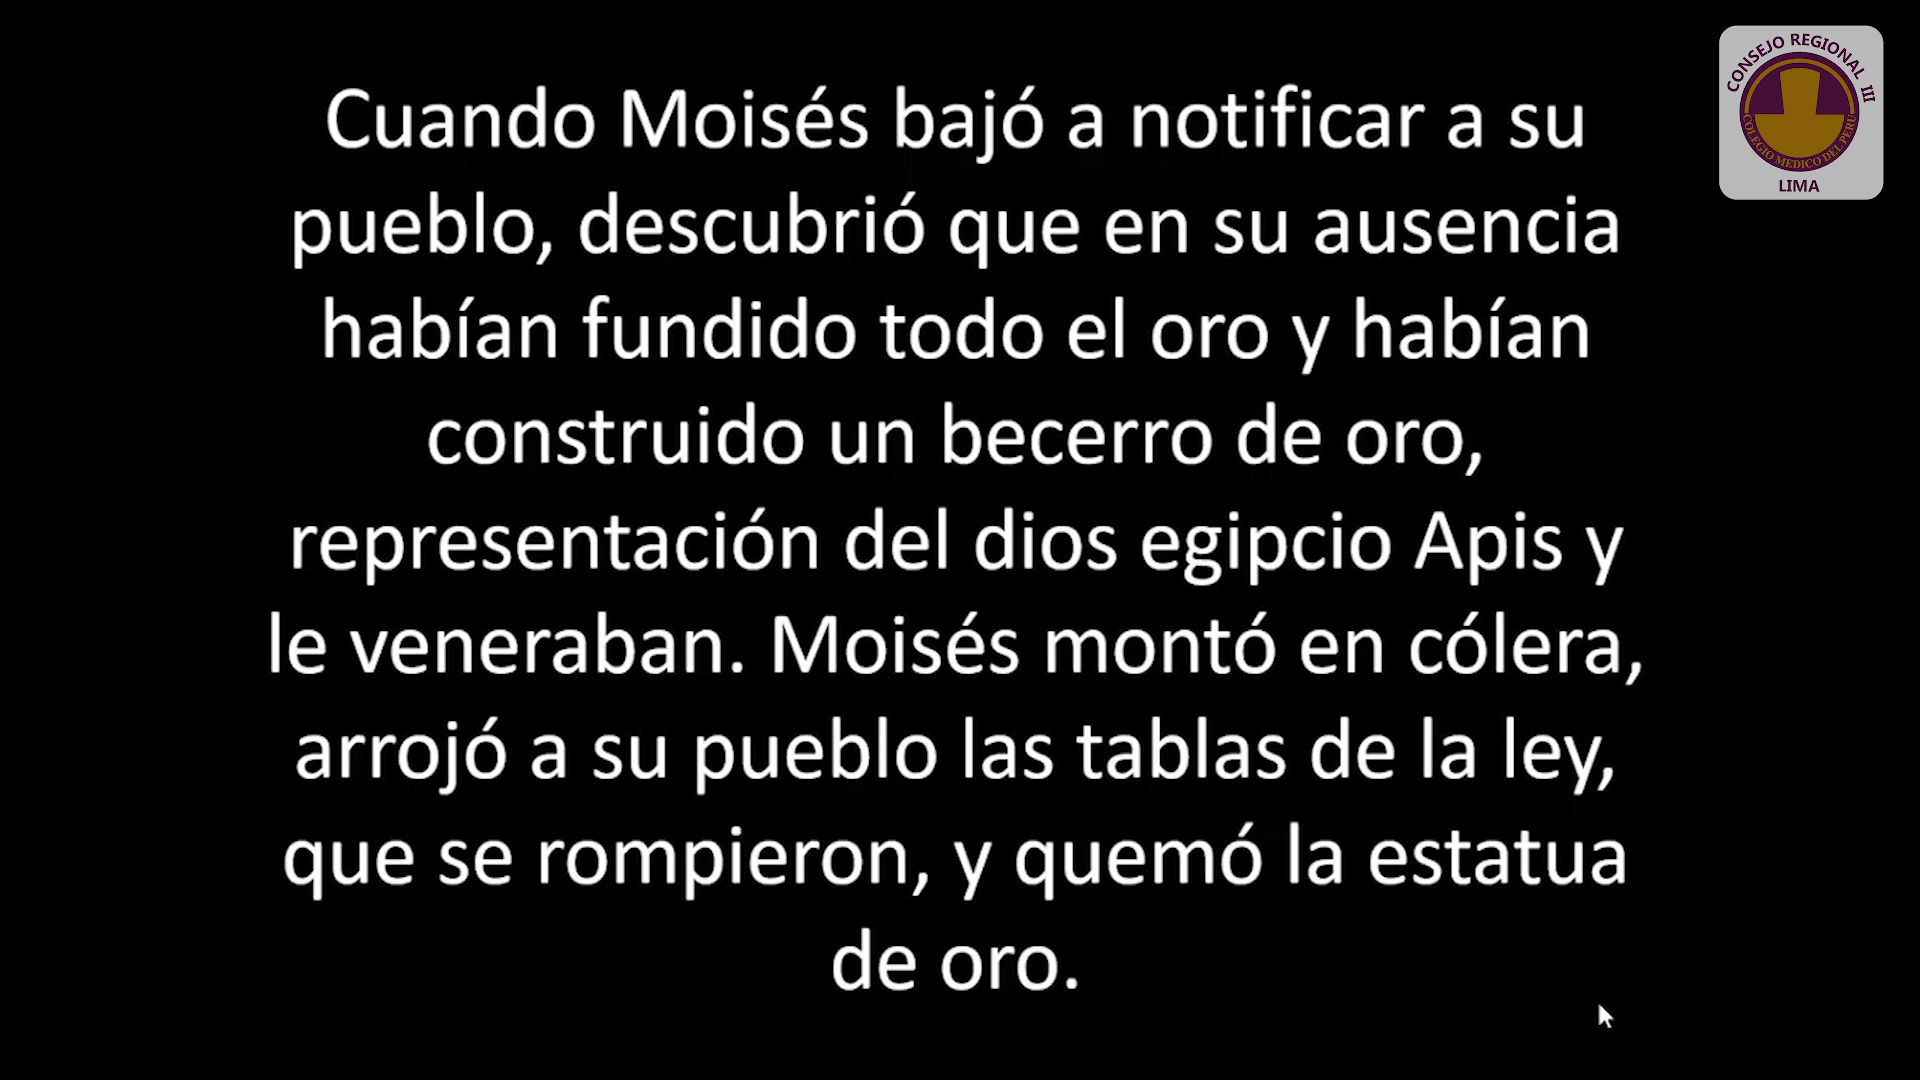 Cuando Moisés bajó a notificar a su
pueblo, descubrió que en su ausencia
habían fundido todo el oro y habían
construido un becerro de oro,
representación del dios egipcio Apis y
le veneraban. Moisés montó en cólera,
arrojó a su pueblo las tablas de la ley,
que se rompieron, y quemó la estatua
de oro.
CONSEJO REGIONAL III
COLEGIO MEDICO DEL PERU
LIMA